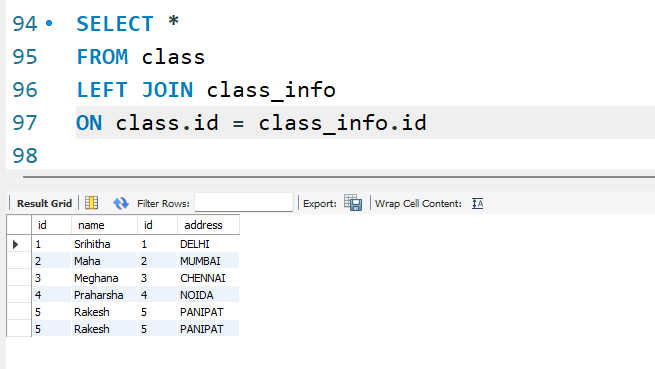 94 SELECT *
95 FROM class
96 LEFT JOIN class_info
97 ON class.id = class_info.id
98
Result Grid Filter Rows: Export: Wrap Cell Content: IA
id name id address
1 Srihitha 1 DELHI
2 Maha 2 MUMBAI
3 Meghana 3 CHENNAI
4 Praharsha 4 NOIDA
5 Rakesh 5 PANIPAT
5 Rakesh 5 PANIPAT